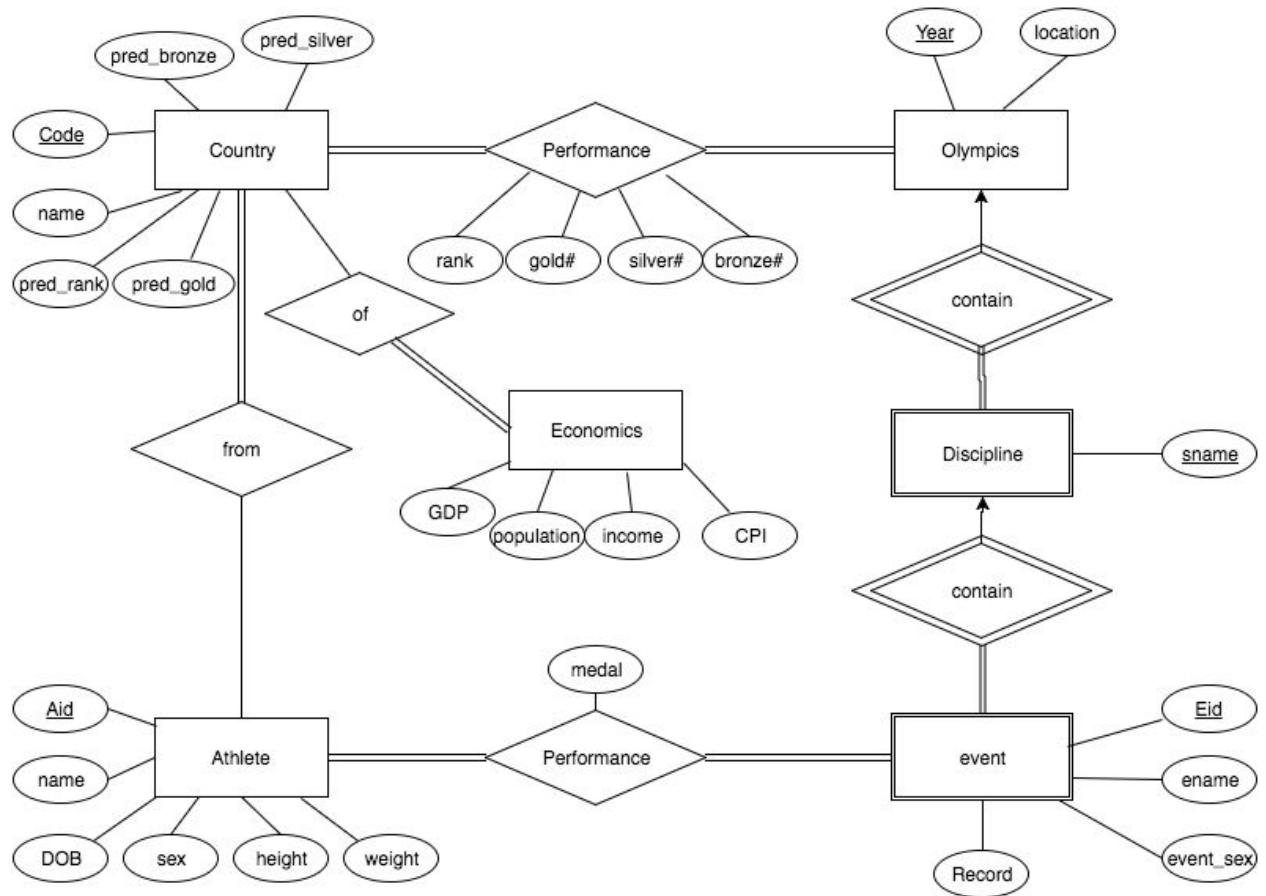 pred_silver
Year
location
pred_bronze
Code
Country
Performance
Olympics
name
rank
gold#
silver#
bronze#
pred_rank
pred_gold
of
contain
Economics
from
Discipline
sname
GDP
population
income
CPI
contain
medal
Aid
Eid
Athlete
Performance
event
name
ename
DOB
sex
height
weight
Record
event_sex